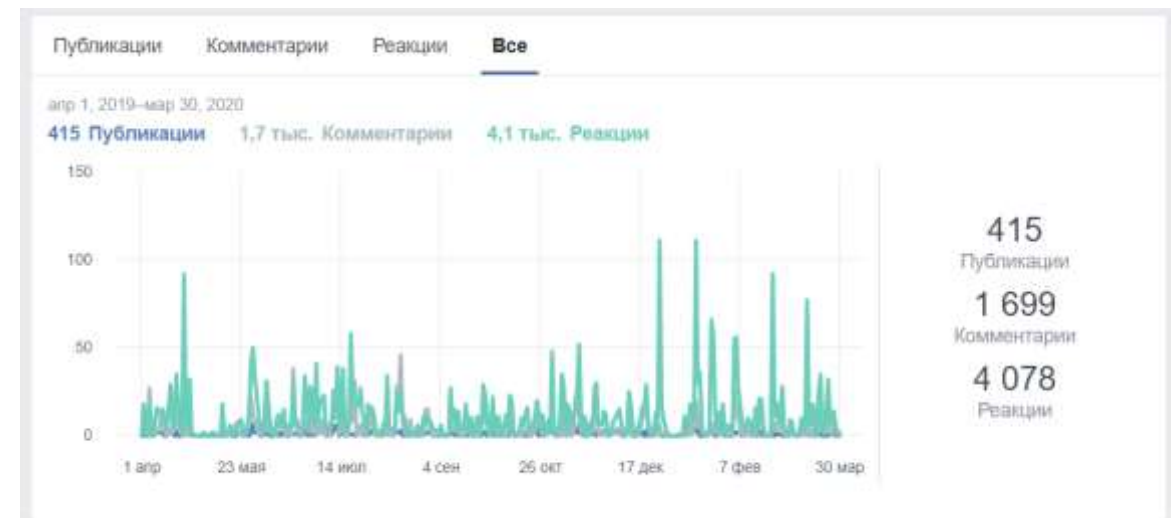 Публикации Комментарии Реакции Все
апр 1, 2019–мар 30, 2020
415 Публикации 1,7 тыс. Комментарии 4,1 тыс. Реакции
150
100
50
0
1 апр 23 мая 14 июл 4 сен 26 окт 17 дек 7 фев 30 мар
415
Публикации
1 699
Комментарии
4 078
Реакции